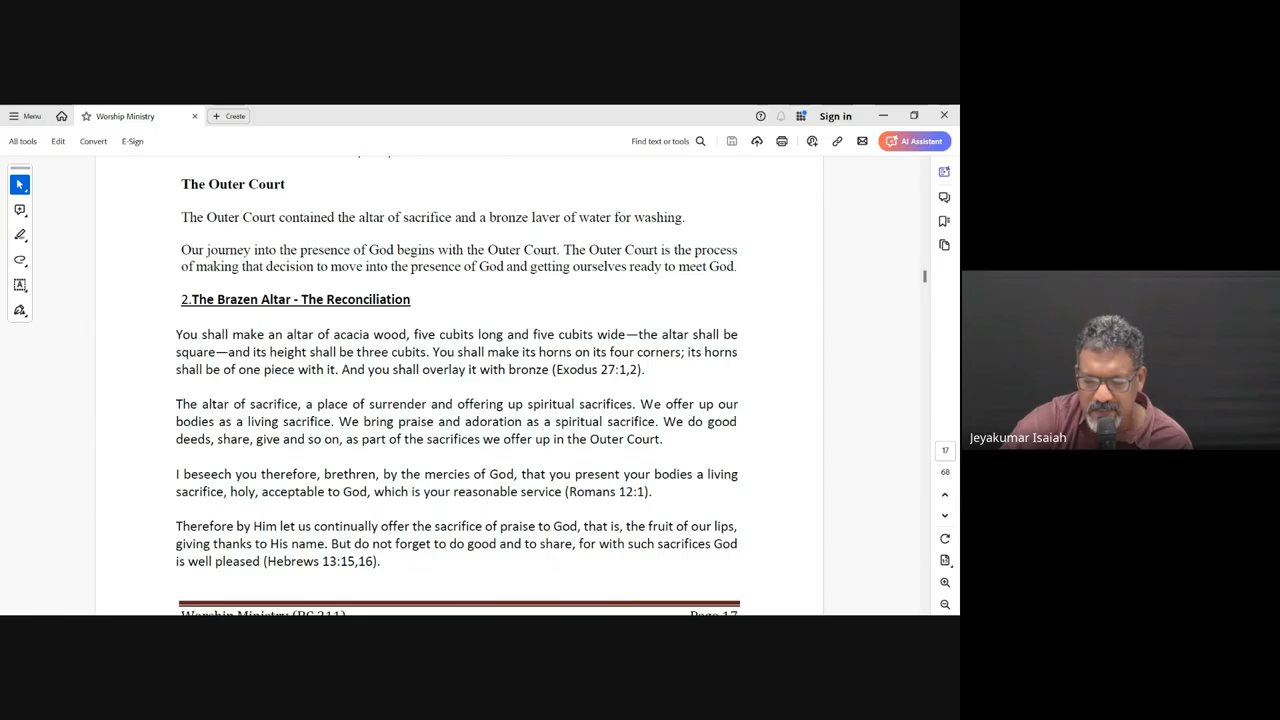 Menu
Worship Ministry
Create
Sign in
All tools
Edit
Convert
E-Sign
Find text or tools
AI Assistant
The Outer Court
The Outer Court contained the altar of sacrifice and a bronze laver of water for washing.
Our journey into the presence of God begins with the Outer Court. The Outer Court is the process
of making that decision to move into the presence of God and getting ourselves ready to meet God.
2.The Brazen Altar - The Reconciliation
You shall make an altar of acacia wood, five cubits long and five cubits wide—the altar shall be
square—and its height shall be three cubits. You shall make its horns on its four corners; its horns
shall be of one piece with it. And you shall overlay it with bronze (Exodus 27:1,2).
The altar of sacrifice, a place of surrender and offering up spiritual sacrifices. We offer up our
bodies as a living sacrifice. We bring praise and adoration as a spiritual sacrifice. We do good
deeds, share, give and so on, as part of the sacrifices we offer up in the Outer Court.
I beseech you therefore, brethren, by the mercies of God, that you present your bodies a living
sacrifice, holy, acceptable to God, which is your reasonable service (Romans 12:1).
Therefore by Him let us continually offer the sacrifice of praise to God, that is, the fruit of our lips,
giving thanks to His name. But do not forget to do good and to share, for with such sacrifices God
is well pleased (Hebrews 13:15,16).
Worship Ministry (BC 211) Page 17
17
68
Jeyakumar Isaiah